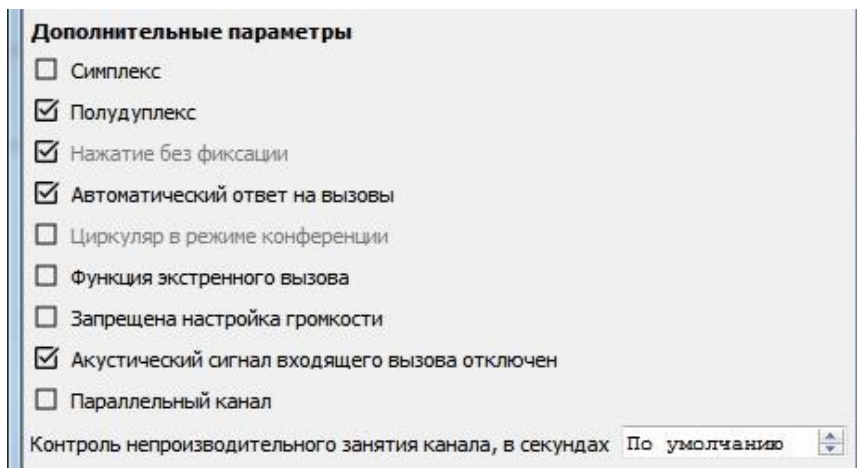 Дополнительные параметры
Симплекс
Полудуплекс
Нажатие без фиксации
Автоматический ответ на вызовы
Циркуляр в режиме конференции
Функция экстренного вызова
Запрещена настройка громкости
Акустический сигнал входящего вызова отключен
Параллельный канал
Контроль непроизводительного занятия канала, в секундах По умолчанию